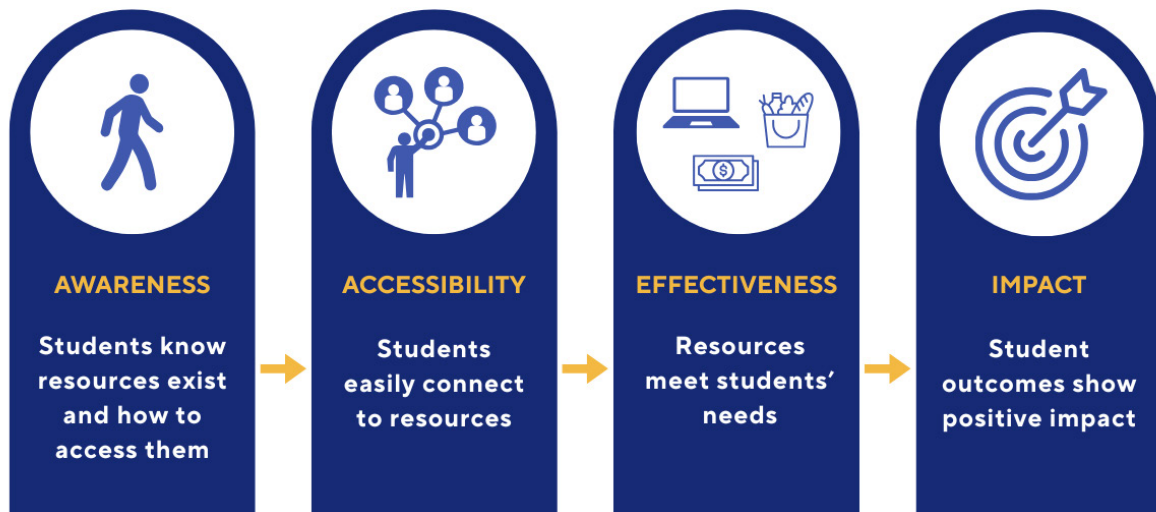 AWARENESS
Students know
resources exist
and how to
access them
ACCESSIBILITY
Students
easily connect
to resources
EFFECTIVENESS
Resources
meet students’
needs
IMPACT
Student
outcomes show
positive impact
$